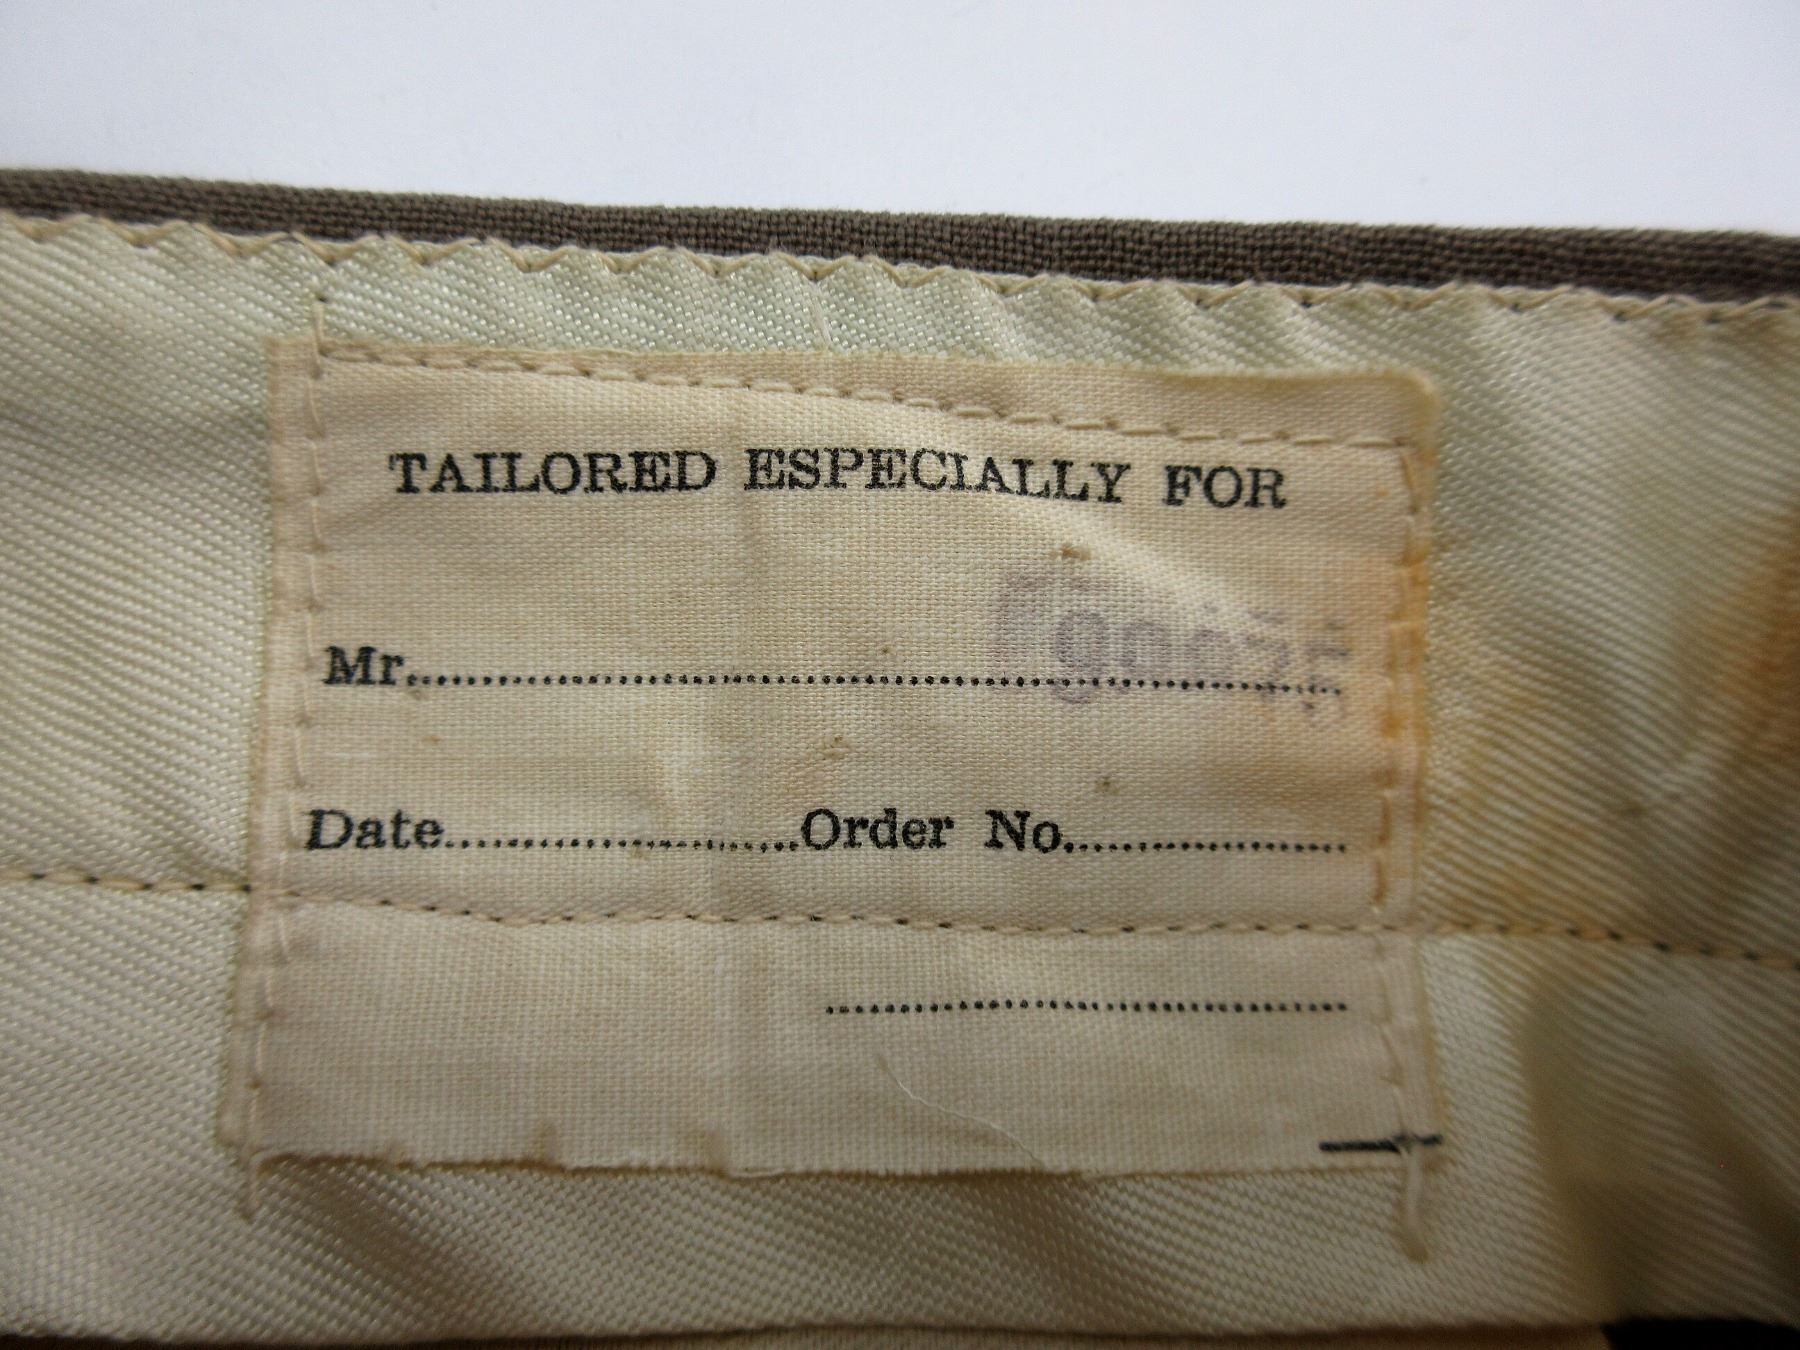 TAILORED ESPECIALLY FOR
Mr.
Date Order No.